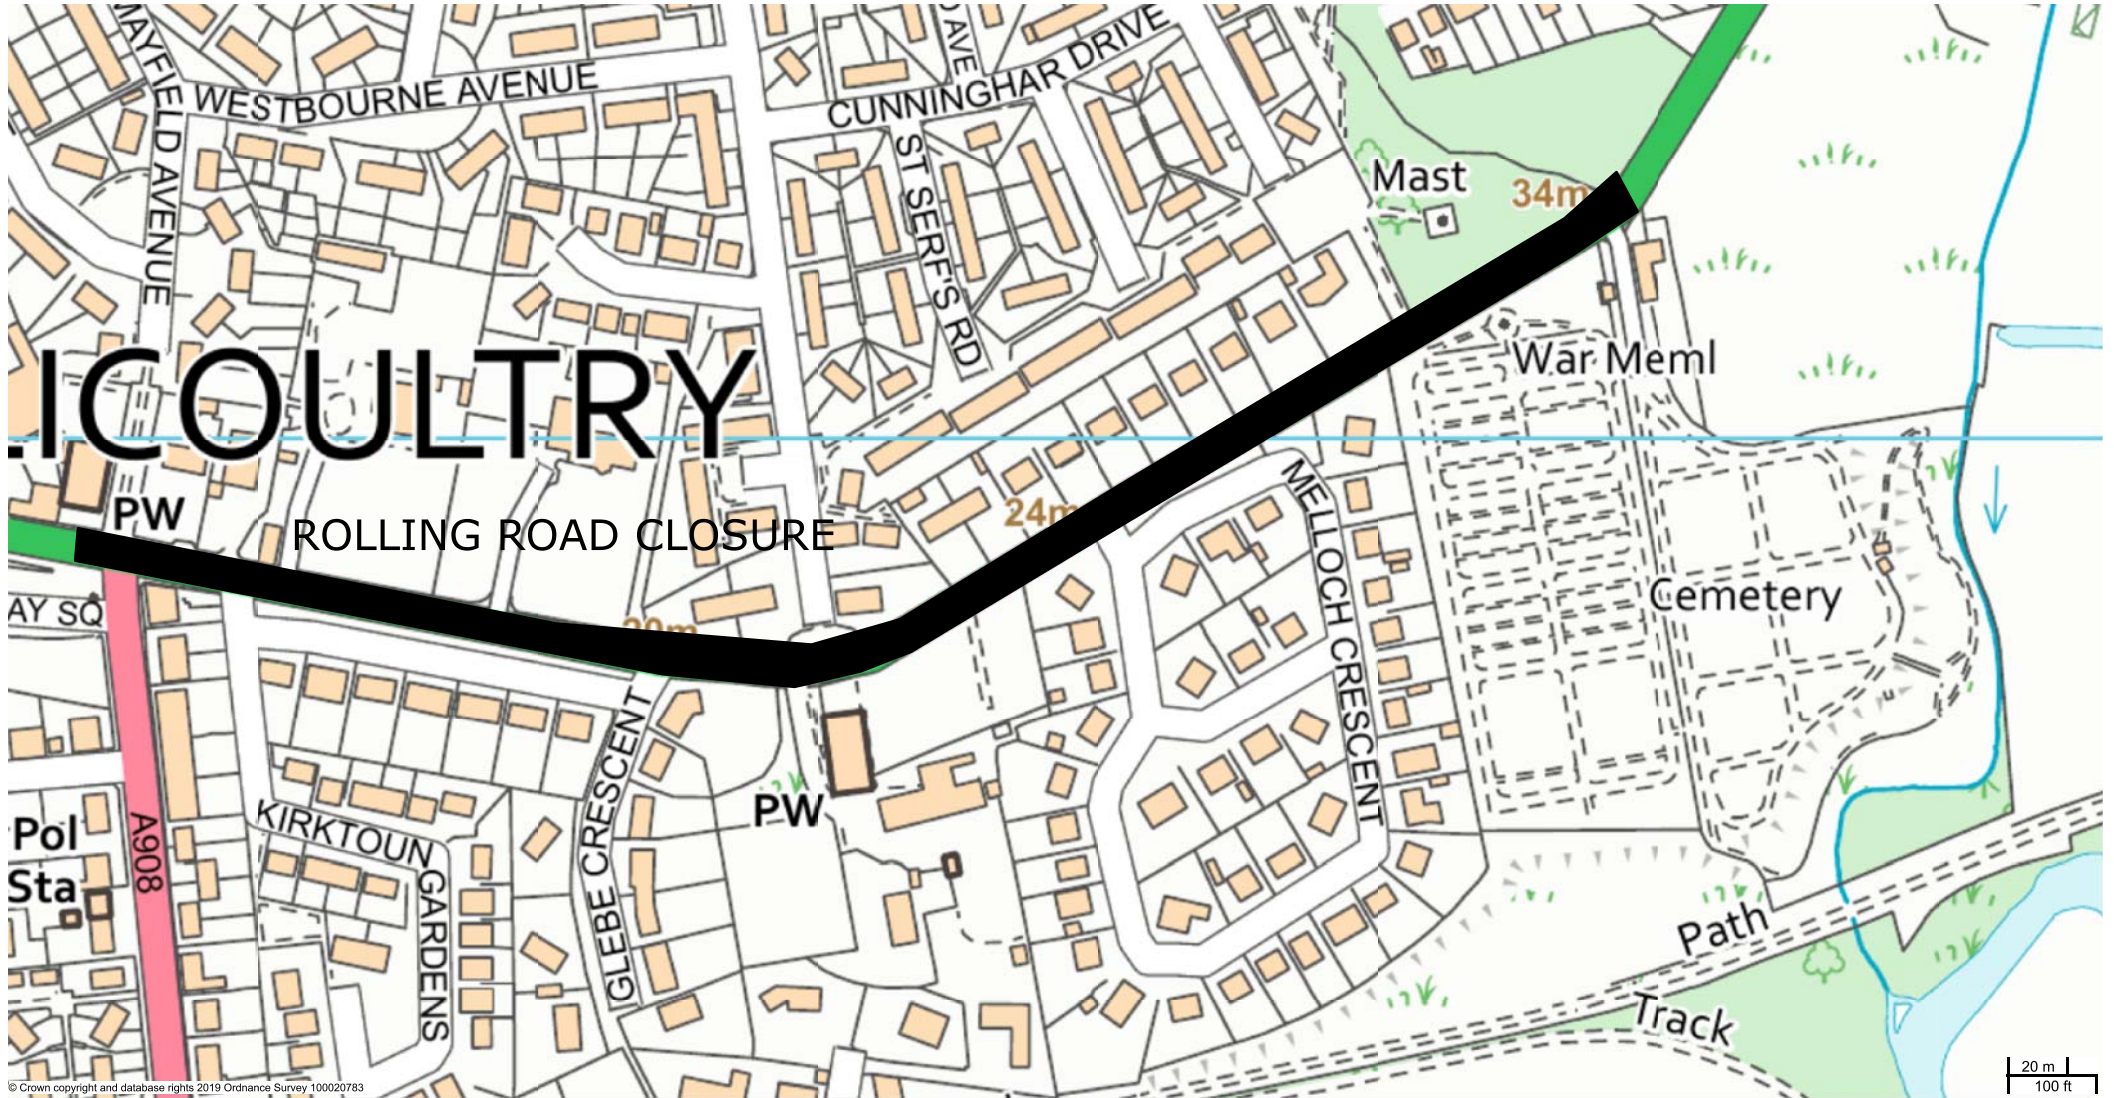 MAYFIELD AVENUE
WESTBOURNE AVENUE
D AVE
CUNNINGHAR DRIVE
ST SERF'S RD
Mast
34m
War Meml
LICOULTRY
PW
ROLLING ROAD CLOSURE
24m
MELLOCH CRESCENT
Cemetery
AY SQ
20m
GLEBE CRESCENT
PW
A908
KIRKTOUN GARDENS
Pol
Sta
Path
Track
20 m
100 ft
© Crown copyright and database rights 2019 Ordnance Survey 100020783